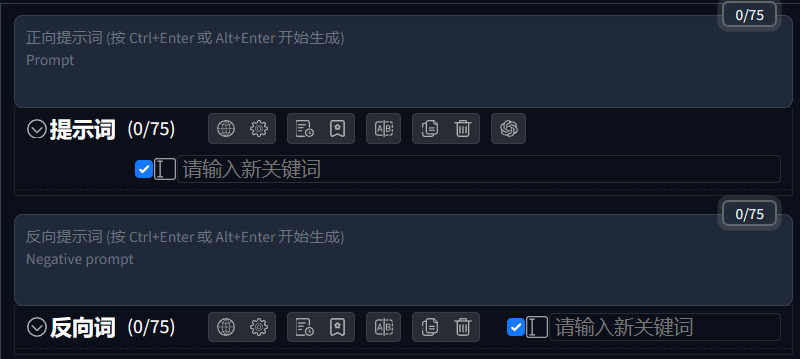 0/75
正向提示词 (按 Ctrl+Enter 或 Alt+Enter 开始生成)
Prompt
提示词 (0/75)
请输入新关键词
0/75
反向提示词 (按 Ctrl+Enter 或 Alt+Enter 开始生成)
Negative prompt
反向词 (0/75) 请输入新关键词